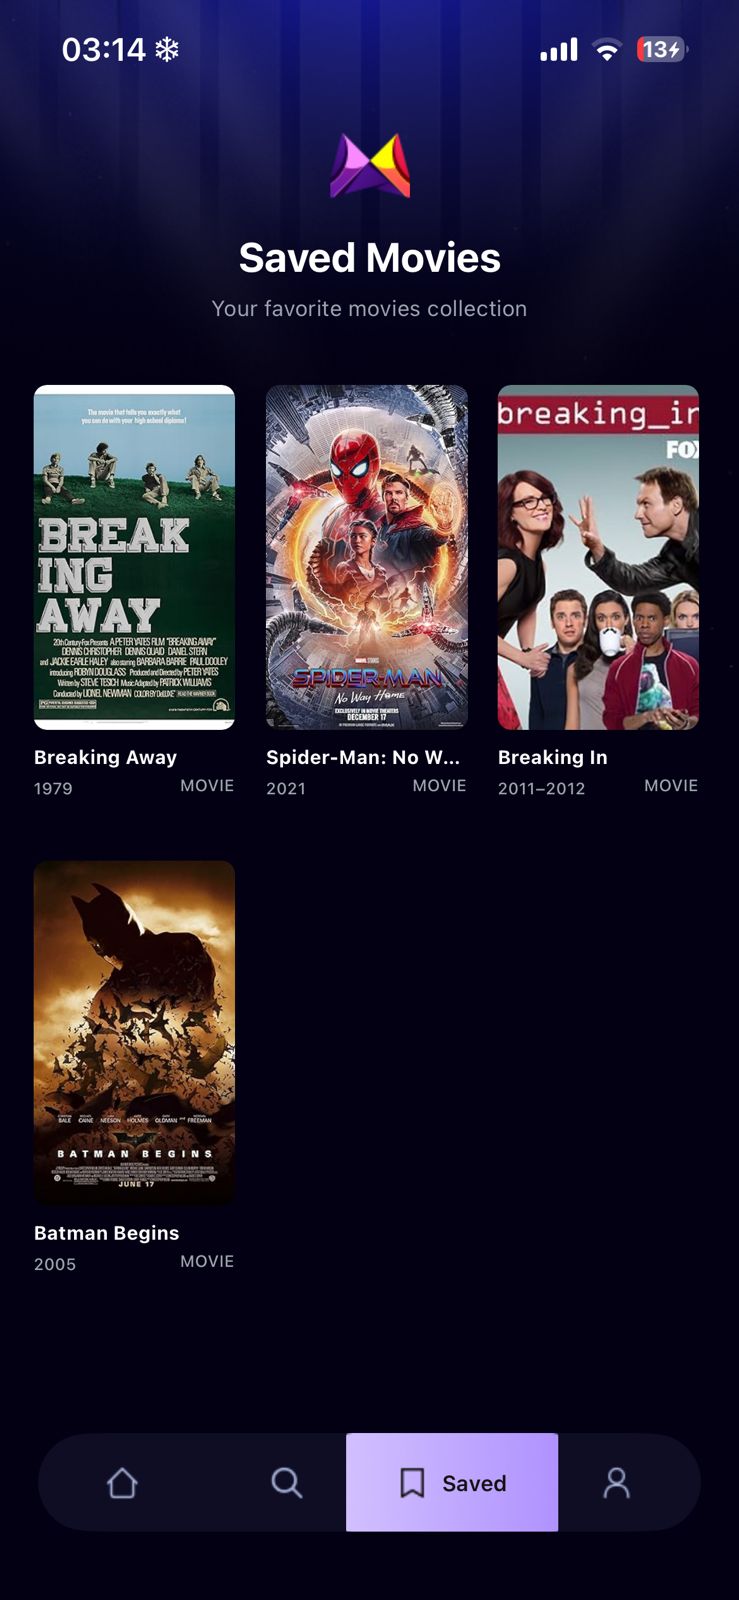 03:14
13
Saved Movies
Your favorite movies collection
The movie that tells you exactly what
you can do with your high school diploma!
BREAK
ING
AWAY
20th Century-Fox Presents A PETER YATES FILM "BREAKING AWAY"
DENNIS CHRISTOPHER DENNIS QUAID DANIEL STERN
and JACKIE EARLE HALEY also starring BARBARA BARRIE PAUL DOOLEY
introducing ROBYN DOUGLASS Produced and Directed by PETER YATES
Written by STEVE TESICH Music Adapted by PATRICK WILLIAMS
Conducted by LIONEL NEWMAN COLOR BY DeLUXE
PG
MARVEL STUDIOS
SPIDER-MAN
No Way Home
EXCLUSIVELY IN MOVIE THEATERS
DECEMBER 17
breaking_in
FOX
Breaking Away
1979 MOVIE
Spider-Man: No W...
2021 MOVIE
Breaking In
2011–2012 MOVIE
BALE CAINE NEESON HOLMES OLDMAN AND FREEMAN
BATMAN BEGINS
JUNE 17
Batman Begins
2005 MOVIE
Saved